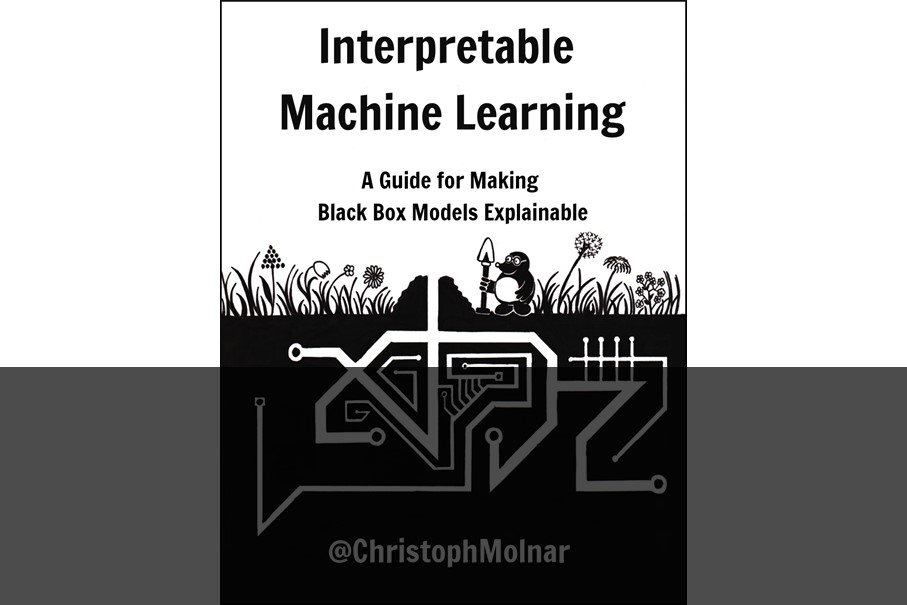 Interpretable
Machine Learning
A Guide for Making
Black Box Models Explainable
@ChristophMolnar